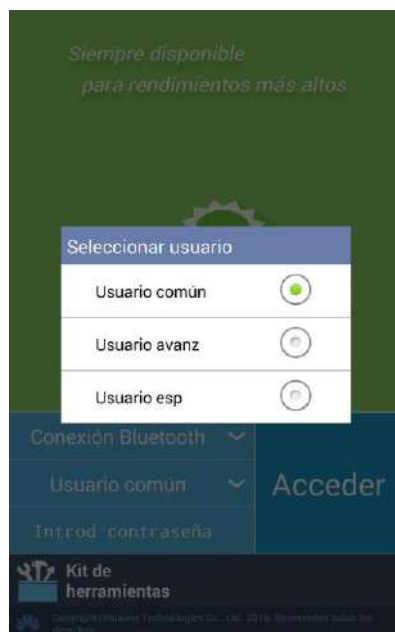 Siempre disponible
para rendimientos más altos
Seleccionar usuario
Usuario común
Usuario avanz
Usuario esp
Conexión Bluetooth
Usuario común
Acceder
Introd contraseña
Kit de
herramientas